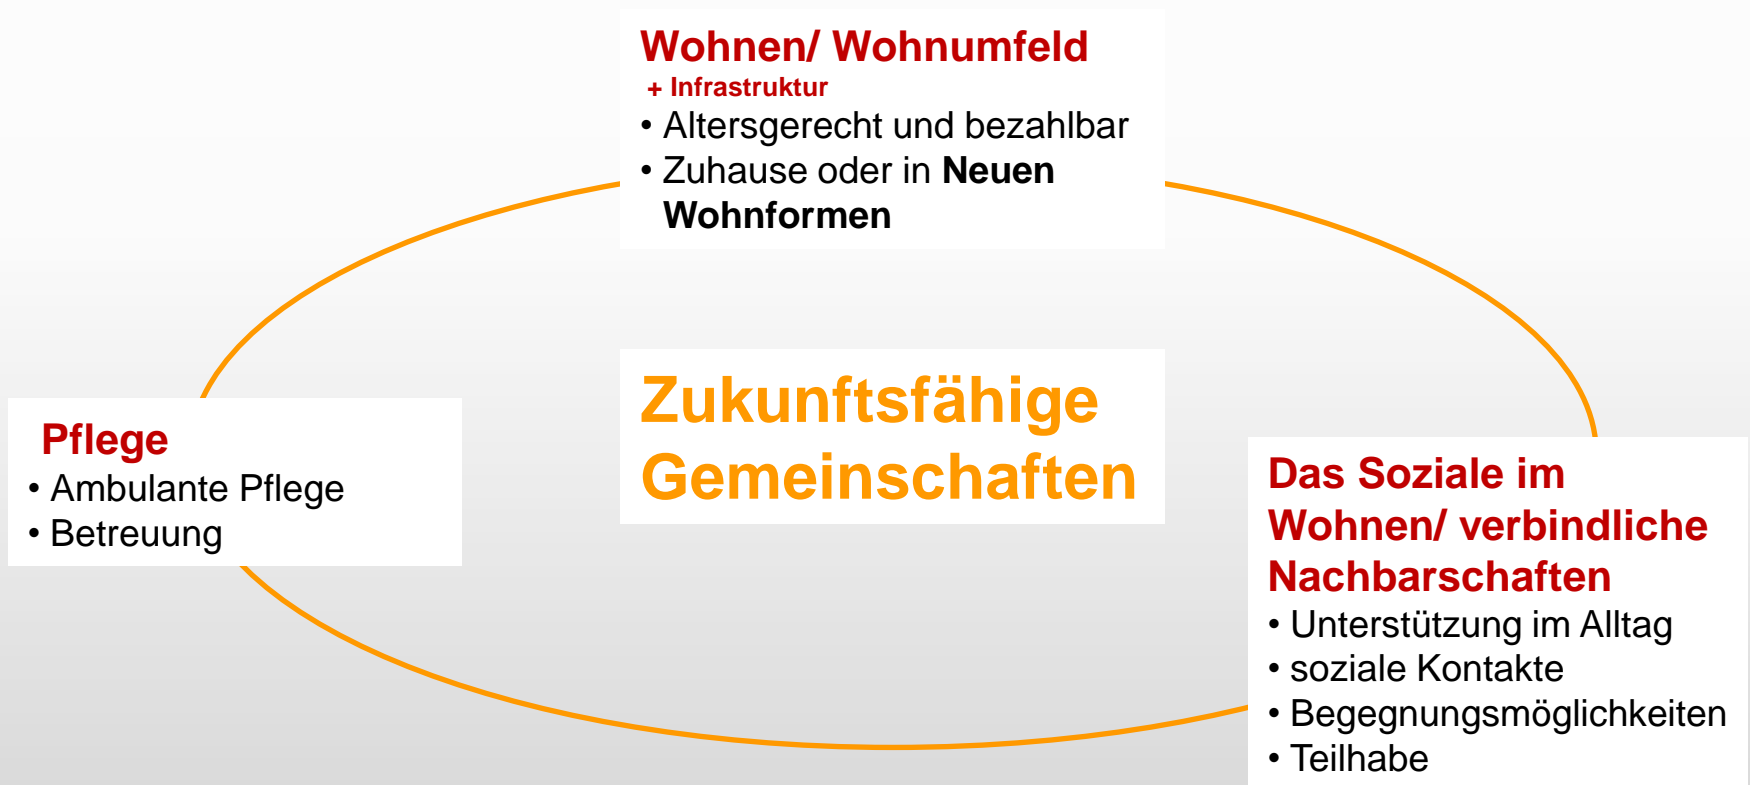 Wohnen/ Wohnumfeld
+ Infrastruktur
• Altersgerecht und bezahlbar
• Zuhause oder in Neuen
Wohnformen
Zukunftsfähige
Gemeinschaften
Pflege
• Ambulante Pflege
• Betreuung
Das Soziale im
Wohnen/ verbindliche
Nachbarschaften
• Unterstützung im Alltag
• soziale Kontakte
• Begegnungsmöglichkeiten
• Teilhabe